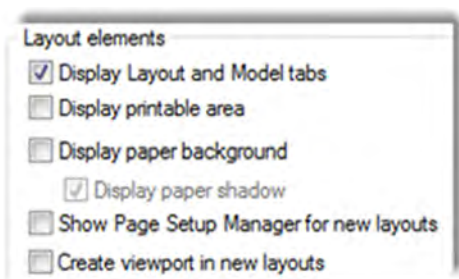 Layout elements
Display Layout and Model tabs
Display printable area
Display paper background
Display paper shadow
Show Page Setup Manager for new layouts
Create viewport in new layouts